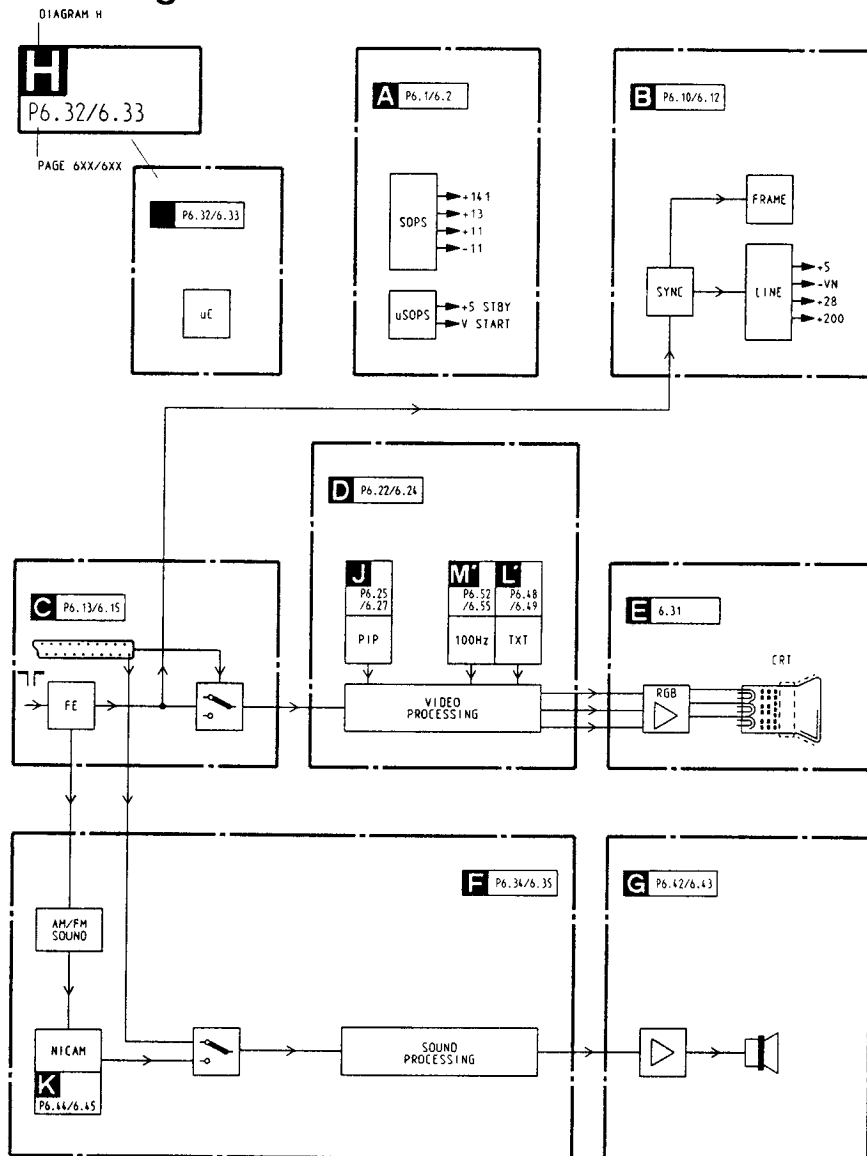 DIAGRAM H
H
P6.32/6.33
PAGE 6XX/6XX
P6.32/6.33
uC
A P6.1/6.2
SOPS
+141
+13
+11
-11
uSOPS
+5 STBY
V START
B P6.10/6.12
FRAME
SYNC
LINE
+5
-VN
+28
+200
D P6.22/6.24
J
P6.25
/6.27
PIP
M'
P6.52
/6.55
100Hz
L'
P6.48
/6.49
TXT
VIDEO
PROCESSING
C P6.13/6.15
FE
E 6.31
RGB
CRT
F P6.34/6.35
AM/FM
SOUND
NICAM
K
P6.44/6.45
SOUND
PROCESSING
G P6.42/6.43